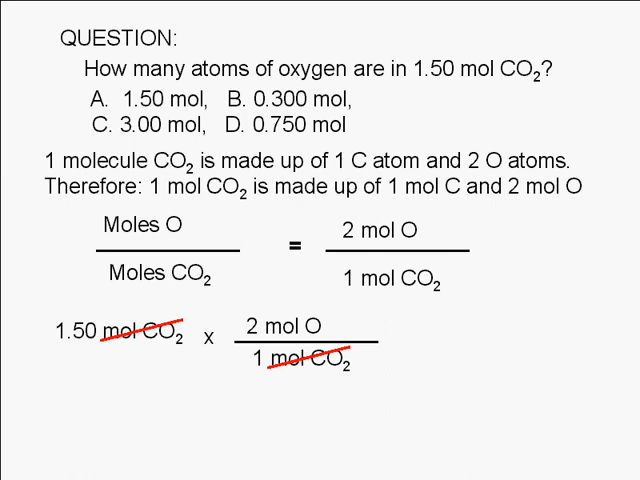 QUESTION:
How many atoms of oxygen are in 1.50 mol CO₂?
A. 1.50 mol, B. 0.300 mol,
C. 3.00 mol, D. 0.750 mol
1 molecule CO₂ is made up of 1 C atom and 2 O atoms.
Therefore: 1 mol CO₂ is made up of 1 mol C and 2 mol O
Moles O
Moles CO₂
=
2 mol O
1 mol CO₂
1.50 mol CO₂ x
2 mol O
1 mol CO₂